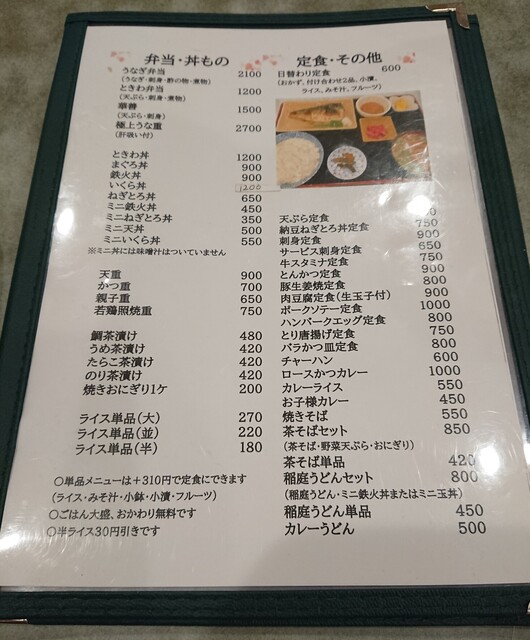 弁当・丼もの
うなぎ弁当 2100
(うなぎ・刺身・酢の物・煮物)
ときわ弁当 1200
(天ぷら・刺身・煮物)
華善 1500
(天ぷら・刺身)
極上うな重 2700
(肝吸い付)
ときわ丼 1200
まぐろ丼 900
鉄火丼 900
いくら丼 1200
ねぎとろ丼 650
ミニ鉄火丼 450
ミニねぎとろ丼 350
ミニ天丼 500
ミニいくら丼 550
※ミニ丼には味噌汁はついていません
天重 900
かつ重 700
親子重 650
若鶏照焼重 750
鯛茶漬け 480
うめ茶漬け 420
たらこ茶漬け 420
のり茶漬け 420
焼きおにぎり1ケ 200
ライス単品(大) 270
ライス単品(並) 220
ライス単品(半) 180
○単品メニューは+310円で定食にできます
(ライス・みそ汁・小鉢・小漬・フルーツ)
○ごはん大盛、おかわり無料です
○半ライス30円引きです
定食・その他
日替わり定食 600
(おかず、付け合わせ2品、小漬、
ライス、みそ汁、フルーツ)
天ぷら定食
納豆ねぎとろ丼定食 750
刺身定食 900
サービス刺身定食 650
牛スタミナ定食 750
とんかつ定食 900
豚生姜焼定食 800
肉豆腐定食(生玉子付) 900
ポークソテー定食 1000
ハンバークエッグ定食 800
とり唐揚げ定食 750
バラかつ皿定食 800
チャーハン 600
ロースかつカレー 1000
カレーライス 550
お子様カレー 450
焼きそば 550
茶そばセット 850
(茶そば・野菜天ぷら・おにぎり)
茶そば単品 420
稲庭うどんセット 800
(稲庭うどん・ミニ鉄火丼またはミニ玉丼)
稲庭うどん単品 450
カレーうどん 500